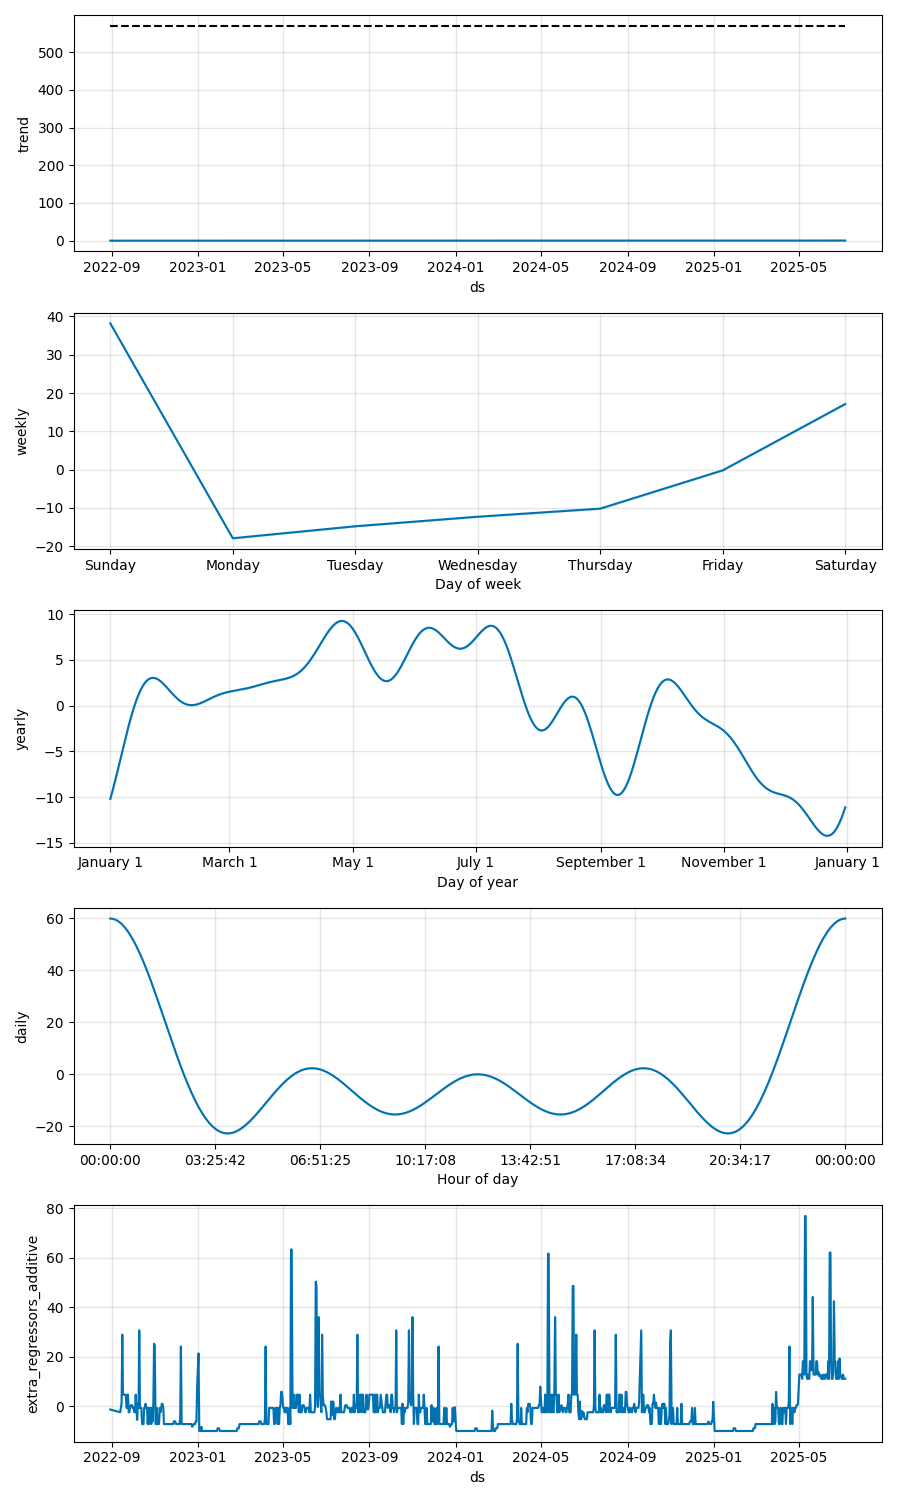 500
400
300
200
100
0
trend
2022-09 2023-01 2023-05 2023-09 2024-01 2024-05 2024-09 2025-01 2025-05
ds
40
30
20
10
0
−10
−20
weekly
Sunday Monday Tuesday Wednesday Thursday Friday Saturday
Day of week
10
5
0
−5
−10
−15
yearly
January 1 March 1 May 1 July 1 September 1 November 1 January 1
Day of year
60
40
20
0
−20
daily
00:00:00 03:25:42 06:51:25 10:17:08 13:42:51 17:08:34 20:34:17 00:00:00
Hour of day
80
60
40
20
0
extra_regressors_additive
2022-09 2023-01 2023-05 2023-09 2024-01 2024-05 2024-09 2025-01 2025-05
ds